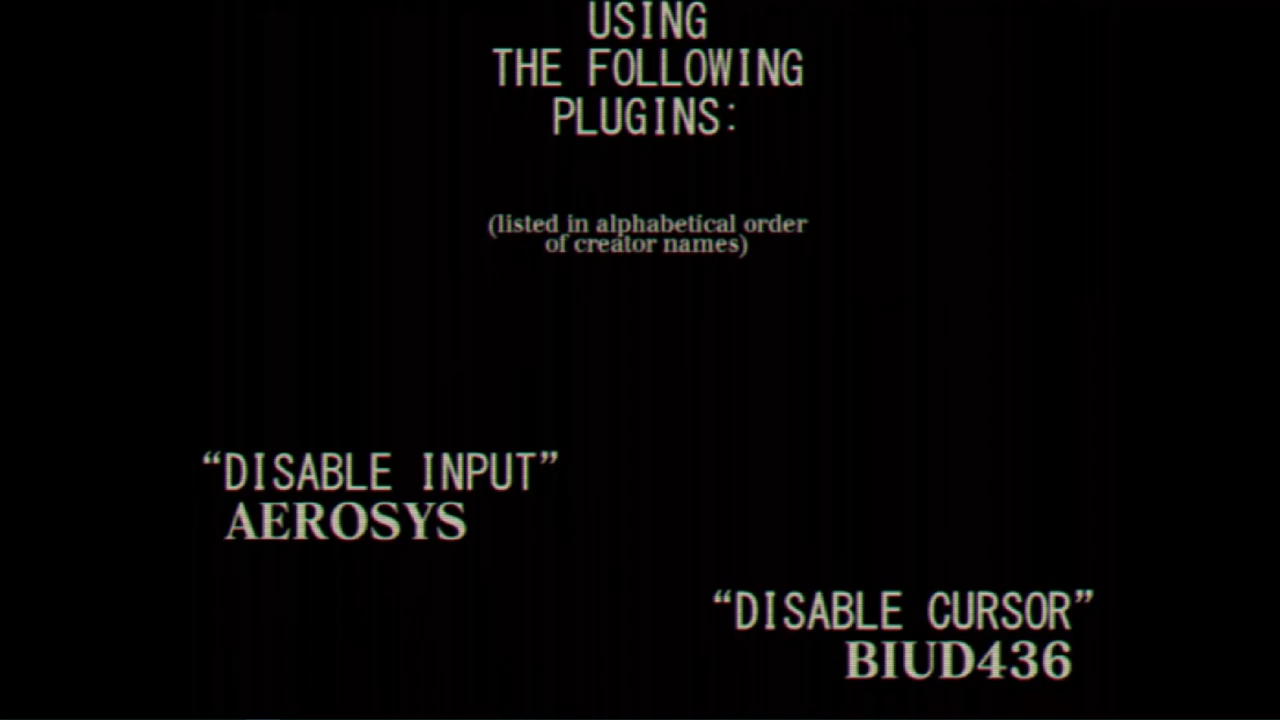 USING
THE FOLLOWING
PLUGINS:
(listed in alphabetical order
of creator names)
“DISABLE INPUT”
AEROSYS
“DISABLE CURSOR”
BIUD436